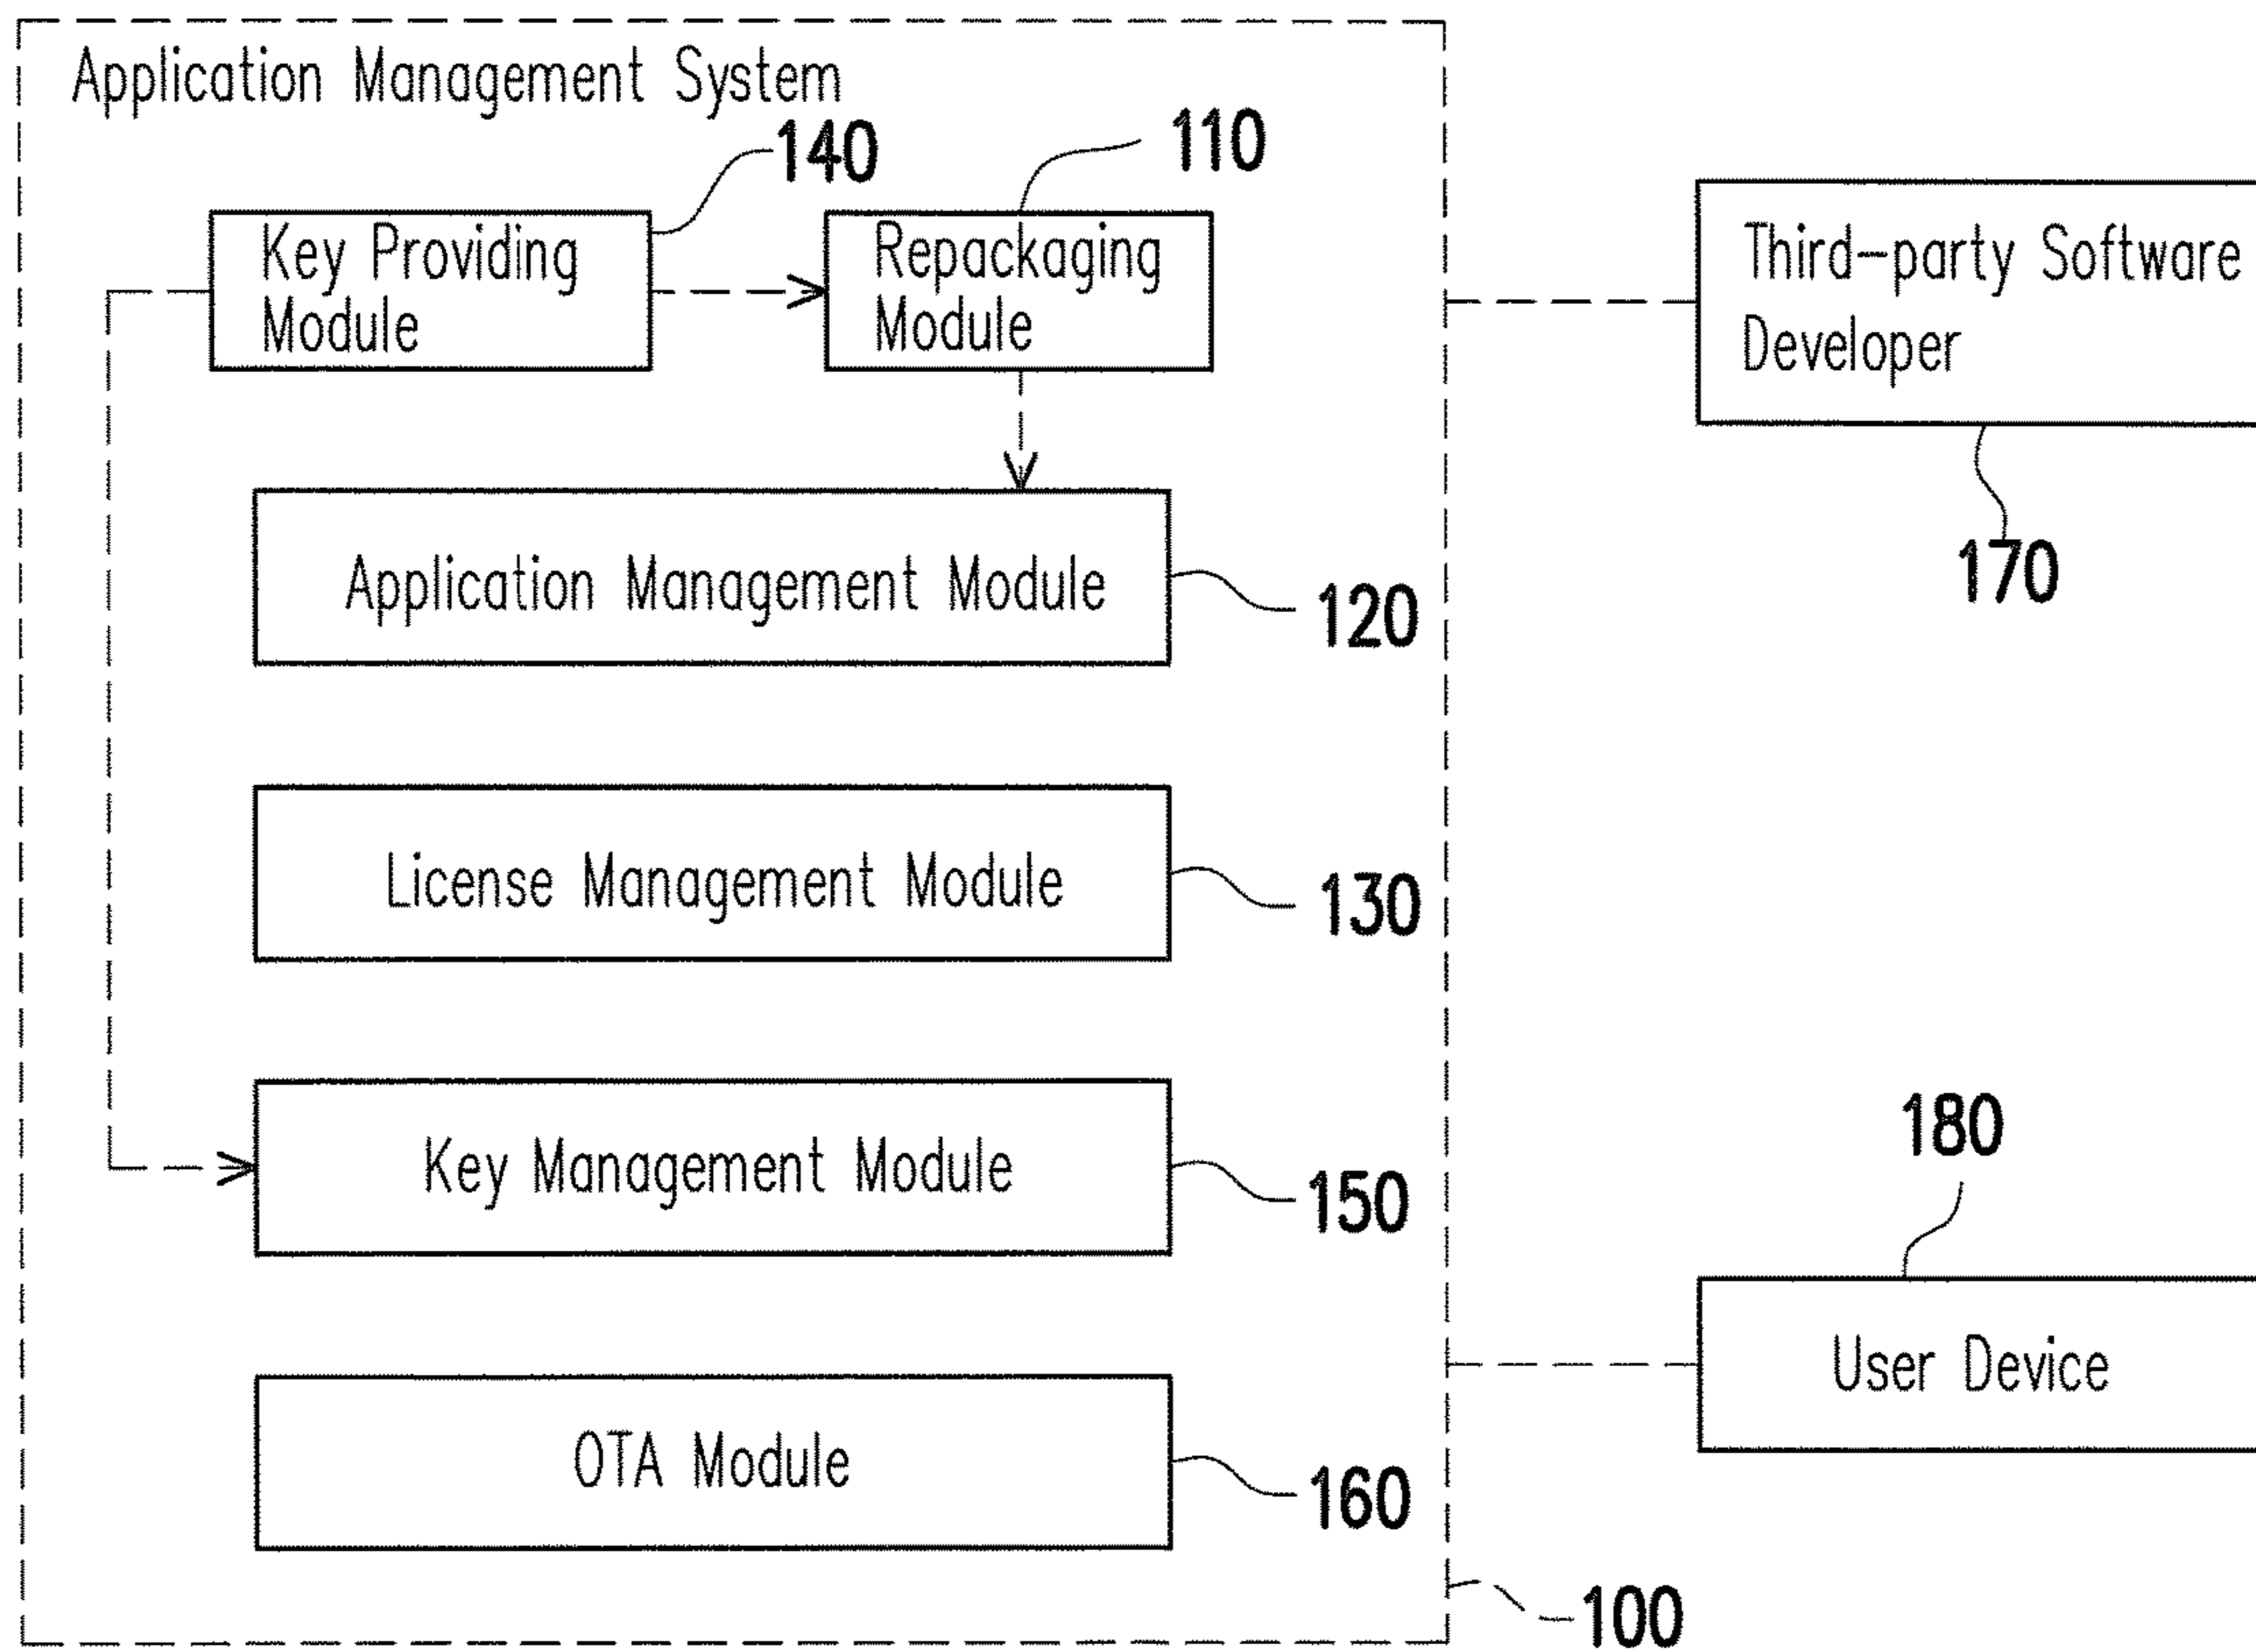 Application Management System
140
110
Key Providing
Module
Repackaging
Module
Third-party Software
Developer
170
Application Management Module
120
License Management Module
130
Key Management Module
150
180
User Device
OTA Module
160
100